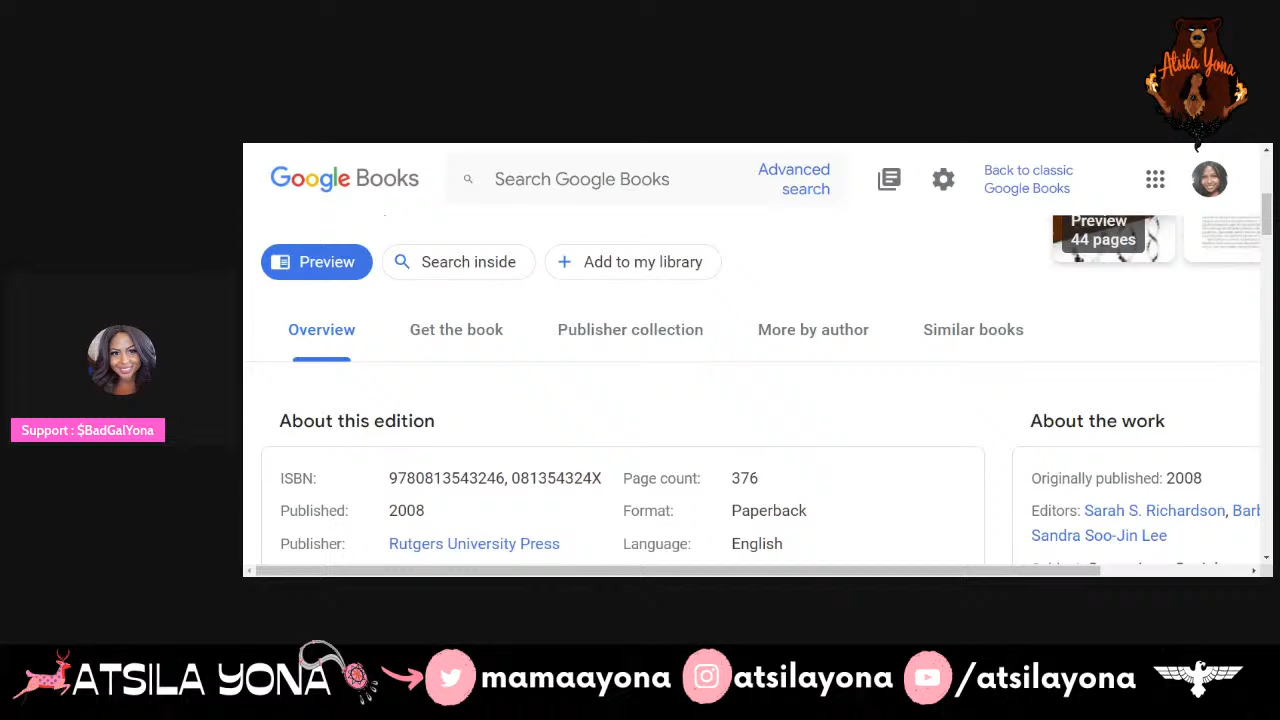 Atsila Yona
Google Books
Search Google Books
Advanced
search
Back to classic
Google Books
Preview
44 pages
Preview
Search inside
+ Add to my library
Overview
Get the book
Publisher collection
More by author
Similar books
About this edition
ISBN: 9780813543246, 081354324X
Page count: 376
Published: 2008
Format: Paperback
Publisher: Rutgers University Press
Language: English
About the work
Originally published: 2008
Editors: Sarah S. Richardson, Barb
Sandra Soo-Jin Lee
Support : $BadGalYona
ATSILA YONA
mamaayona
atsilayona
/atsilayona